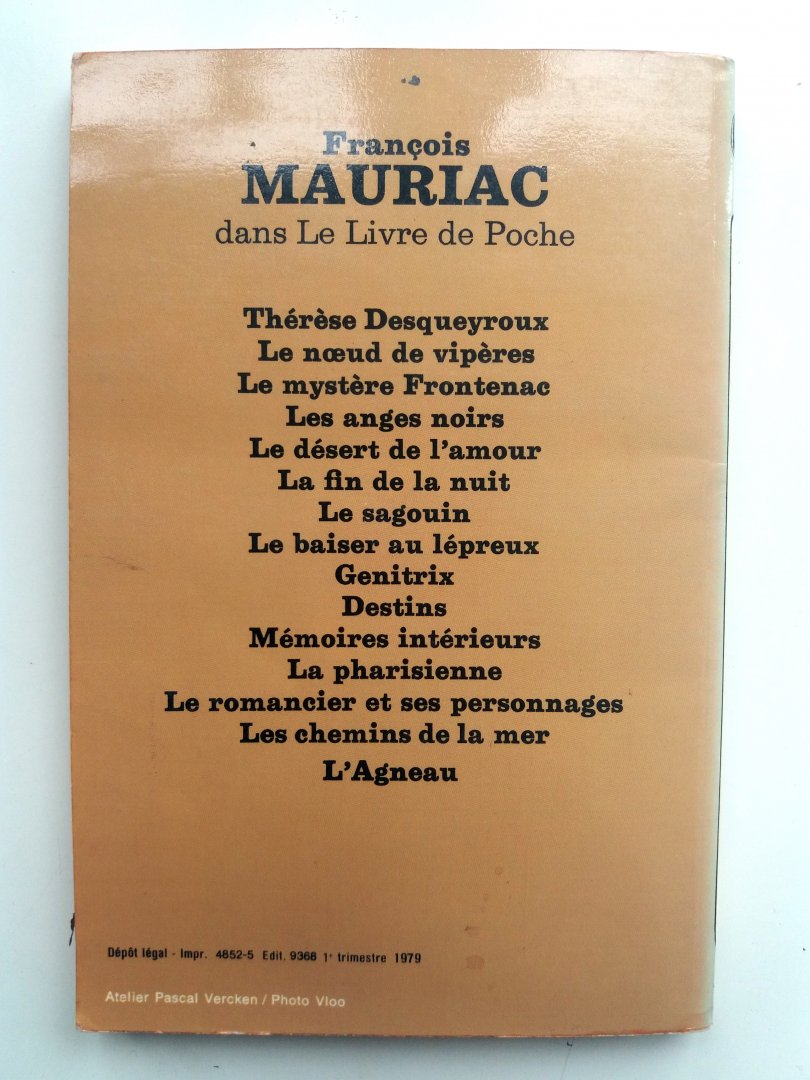 François
MAURIAC
dans Le Livre de Poche
Thérèse Desqueyroux
Le nœud de vipères
Le mystère Frontenac
Les anges noirs
Le désert de l'amour
La fin de la nuit
Le sagouin
Le baiser au lépreux
Genitrix
Destins
Mémoires intérieurs
La pharisienne
Le romancier et ses personnages
Les chemins de la mer
L'Agneau
Dépôt légal - Impr. 4852-5 Edit. 9368 1e trimestre 1979
Atelier Pascal Vercken / Photo Vloo